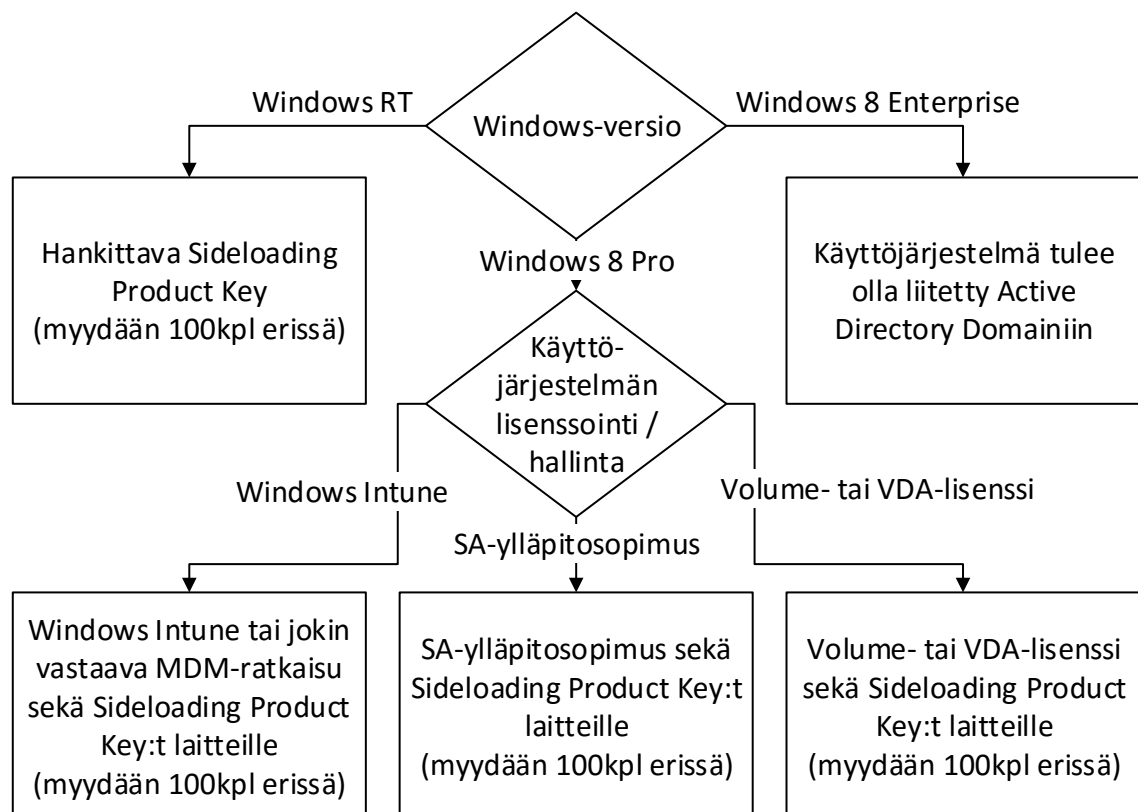 Windows RT
Windows 8 Enterprise
Windows-versio
Hankittava Sideloading
Product Key
(myydään 100kpl erissä)
Windows 8 Pro
Käyttöjärjestelmä tulee
olla liitetty Active
Directory Domainiin
Käyttö-
järjestelmän
lisenssointi /
hallinta
Windows Intune
Volume- tai VDA-lisenssi
SA-ylläpitosopimus
Windows Intune tai jokin
vastaava MDM-ratkaisu
sekä Sideloading Product
Key:t laitteille
(myydään 100kpl erissä)
SA-ylläpitosopimus sekä
Sideloading Product Key:t
laitteille
(myydään 100kpl erissä)
Volume- tai VDA-lisenssi
sekä Sideloading Product
Key:t laitteille
(myydään 100kpl erissä)